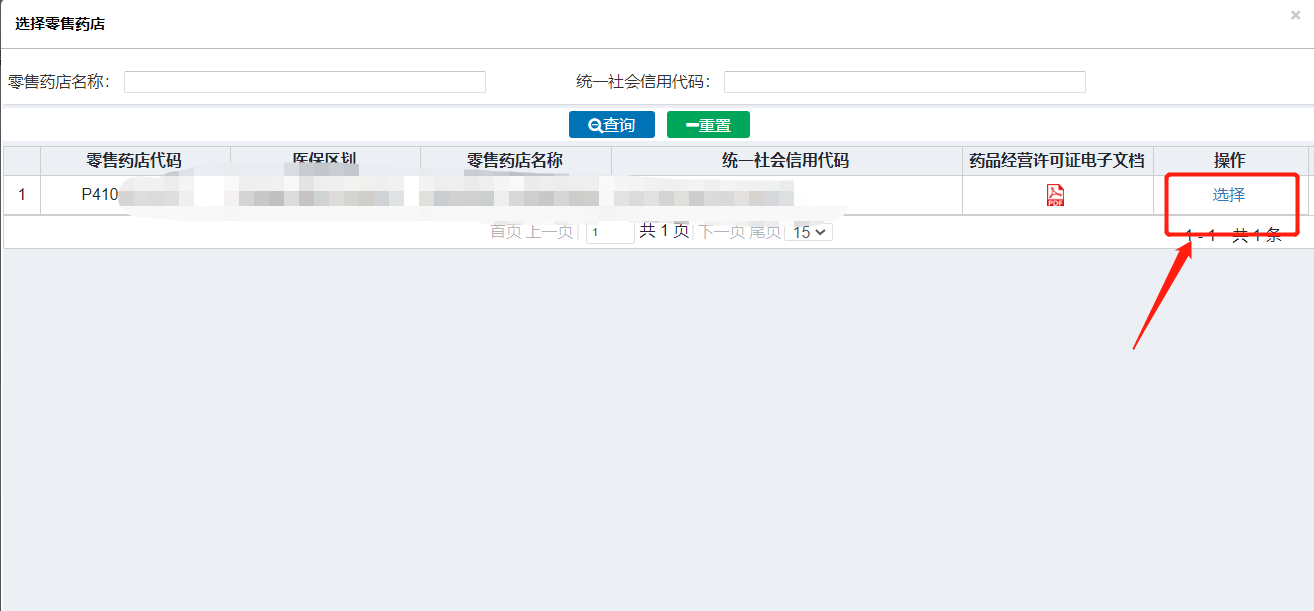 选择零售药店
×
零售药店名称：
统一社会信用代码：
查询
重置
零售药店代码 医保区划 零售药店名称 统一社会信用代码 药品经营许可证电子文档 操作
1 P410 PDF 选择
首页 上一页 1 共 1 页 下一页 尾页 15 1 - 1 共 1 条